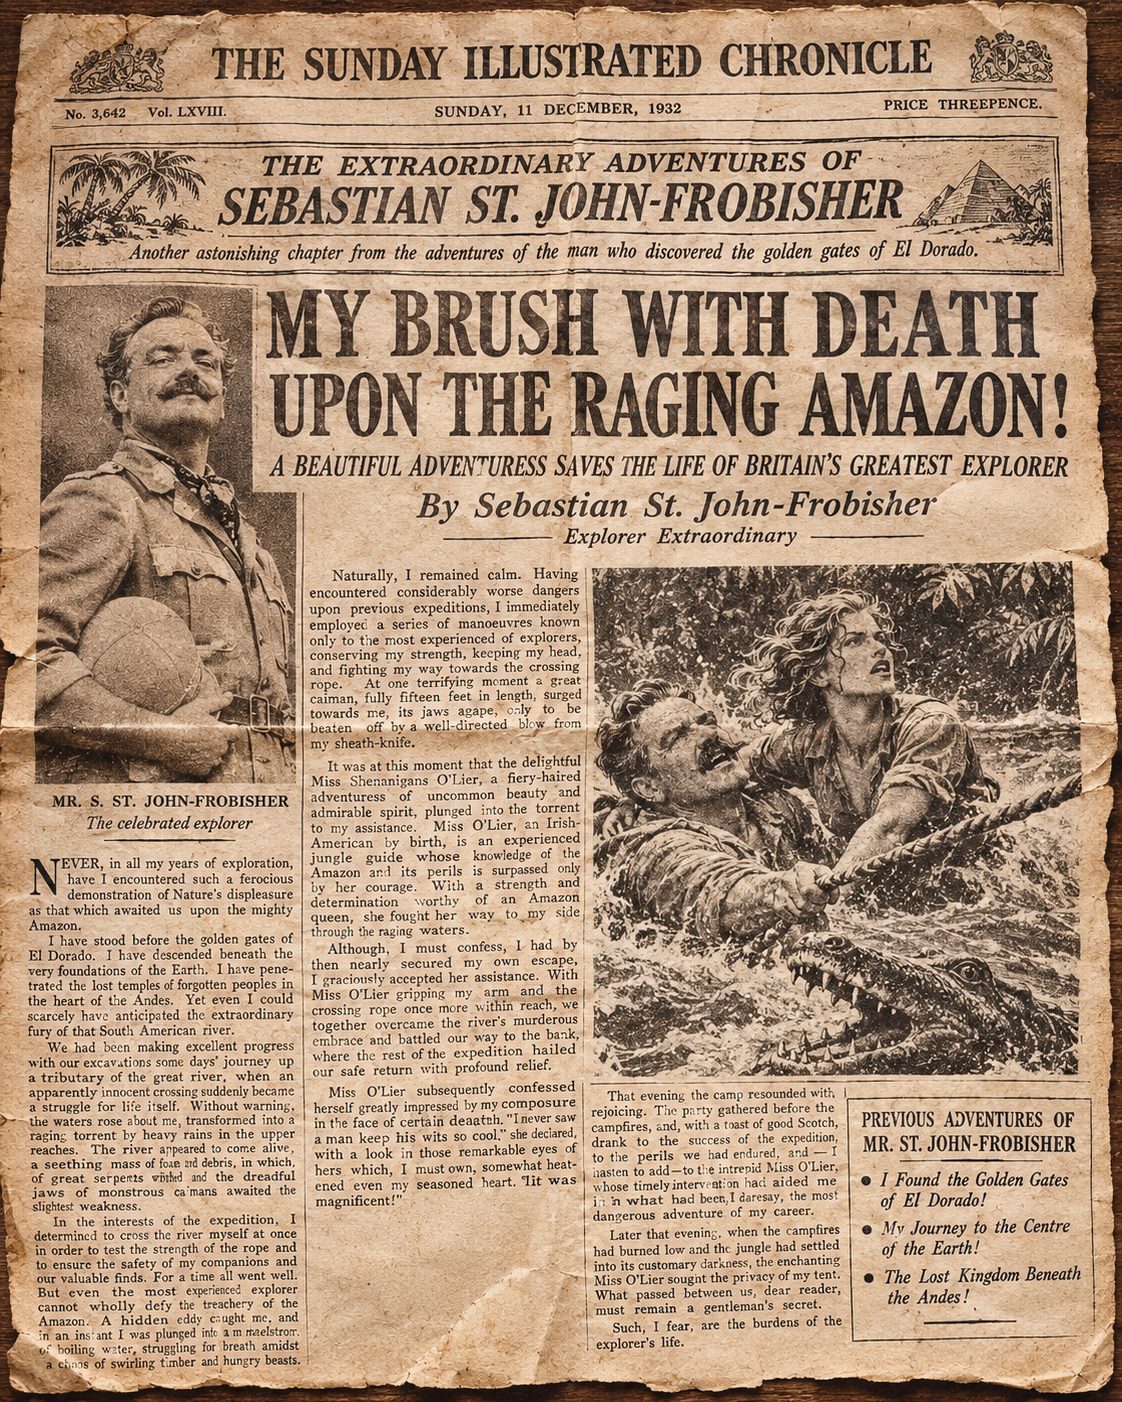 THE SUNDAY ILLUSTRATED CHRONICLE
No. 3,642 Vol. LXVIII.
SUNDAY, 11 DECEMBER, 1932
PRICE THREEPENCE.
THE EXTRAORDINARY ADVENTURES OF
SEBASTIAN ST. JOHN-FROBISHER
Another astonishing chapter from the adventures of the man who discovered the golden gates of El Dorado.
MY BRUSH WITH DEATH
UPON THE RAGING AMAZON!
A BEAUTIFUL ADVENTURESS SAVES THE LIFE OF BRITAIN'S GREATEST EXPLORER
By Sebastian St. John-Frobisher
Explorer Extraordinary
MR. S. ST. JOHN-FROBISHER
The celebrated explorer
NEVER, in all my years of exploration,
have I encountered such a ferocious
demonstration of Nature's displeasure
as that which awaited us upon the mighty
Amazon.
I have stood before the golden gates of
El Dorado. I have descended beneath the
very foundations of the Earth. I have pene-
trated the lost temples of forgotten peoples in
the heart of the Andes. Yet even I could
scarcely have anticipated the extraordinary
fury of that South American river.
We had been making excellent progress
with our excavations some days' journey up
a tributary of the great river, when an
apparently innocent crossing suddenly became
a struggle for life itself. Without warning,
the waters rose about me, transformed into a
raging torrent by heavy rains in the upper
reaches. The river appeared to come alive,
a seething mass of foam and debris, in which,
of great serpents and the dreadful
jaws of monstrous caimans awaited the
slightest weakness.
In the interests of the expedition, I
determined to cross the river myself at once
in order to test the strength of the rope and
to ensure the safety of my companions and
our valuable finds. For a time all went well.
But even the most experienced explorer
cannot wholly defy the treachery of the
Amazon. A hidden eddy caught me, and
in an instant I was plunged into a m maelstrom.
of boiling water, struggling for breath amidst
a chaos of swirling timber and hungry beasts.
Naturally, I remained calm. Having
encountered considerably worse dangers
upon previous expeditions, I immediately
employed a series of manoeuvres known
only to the most experienced of explorers,
conserving my strength, keeping my head,
and fighting my way towards the crossing
rope. At one terrifying moment a great
caiman, fully fifteen feet in length, surged
towards me, its jaws agape, only to be
beaten off by a well-directed blow from
my sheath-knife.
It was at this moment that the delightful
Miss Shenanigans O'Lier, a fiery-haired
adventuress of uncommon beauty and
admirable spirit, plunged into the torrent
to my assistance. Miss O'Lier, an Irish-
American by birth, is an experienced
jungle guide whose knowledge of the
Amazon and its perils is surpassed only
by her courage. With a strength and
determination worthy of an Amazon
queen, she fought her way to my side
through the raging waters.
Although, I must confess, I had by
then nearly secured my own escape,
I graciously accepted her assistance. With
Miss O'Lier gripping my arm and the
crossing rope once more within reach, we
together overcame the river's murderous
embrace and battled our way to the bank,
where the rest of the expedition hailed
our safe return with profound relief.
Miss O'Lier subsequently confessed
herself greatly impressed by my composure
in the face of certain deaqtah. "I never saw
a man keep his wits so cool," she declared,
with a look in those remarkable eyes of
hers which, I must own, somewhat heat-
ened even my seasoned heart. "Iit was
magnificent!"
That evening the camp resounded with
rejoicing. The party gathered before the
campfires, and, with a toast of good Scotch,
drank to the success of the expedition,
to the perils we had endured, and — I
hasten to add—to the intrepid Miss O'Lier,
whose timely intervention had aided me
in what had been, I daresay, the most
dangerous adventure of my career.
Later that evening, when the campfires
had burned low and the jungle had settled
into its customary darkness, the enchanting
Miss O'Lier sought the privacy of my tent.
What passed between us, dear reader,
must remain a gentleman's secret.
Such, I fear, are the burdens of the
explorer's life.
PREVIOUS ADVENTURES OF
MR. ST. JOHN-FROBISHER
• I Found the Golden Gates
of El Dorado!
• My Journey to the Centre
of the Earth!
• The Lost Kingdom Beneath
the Andes!